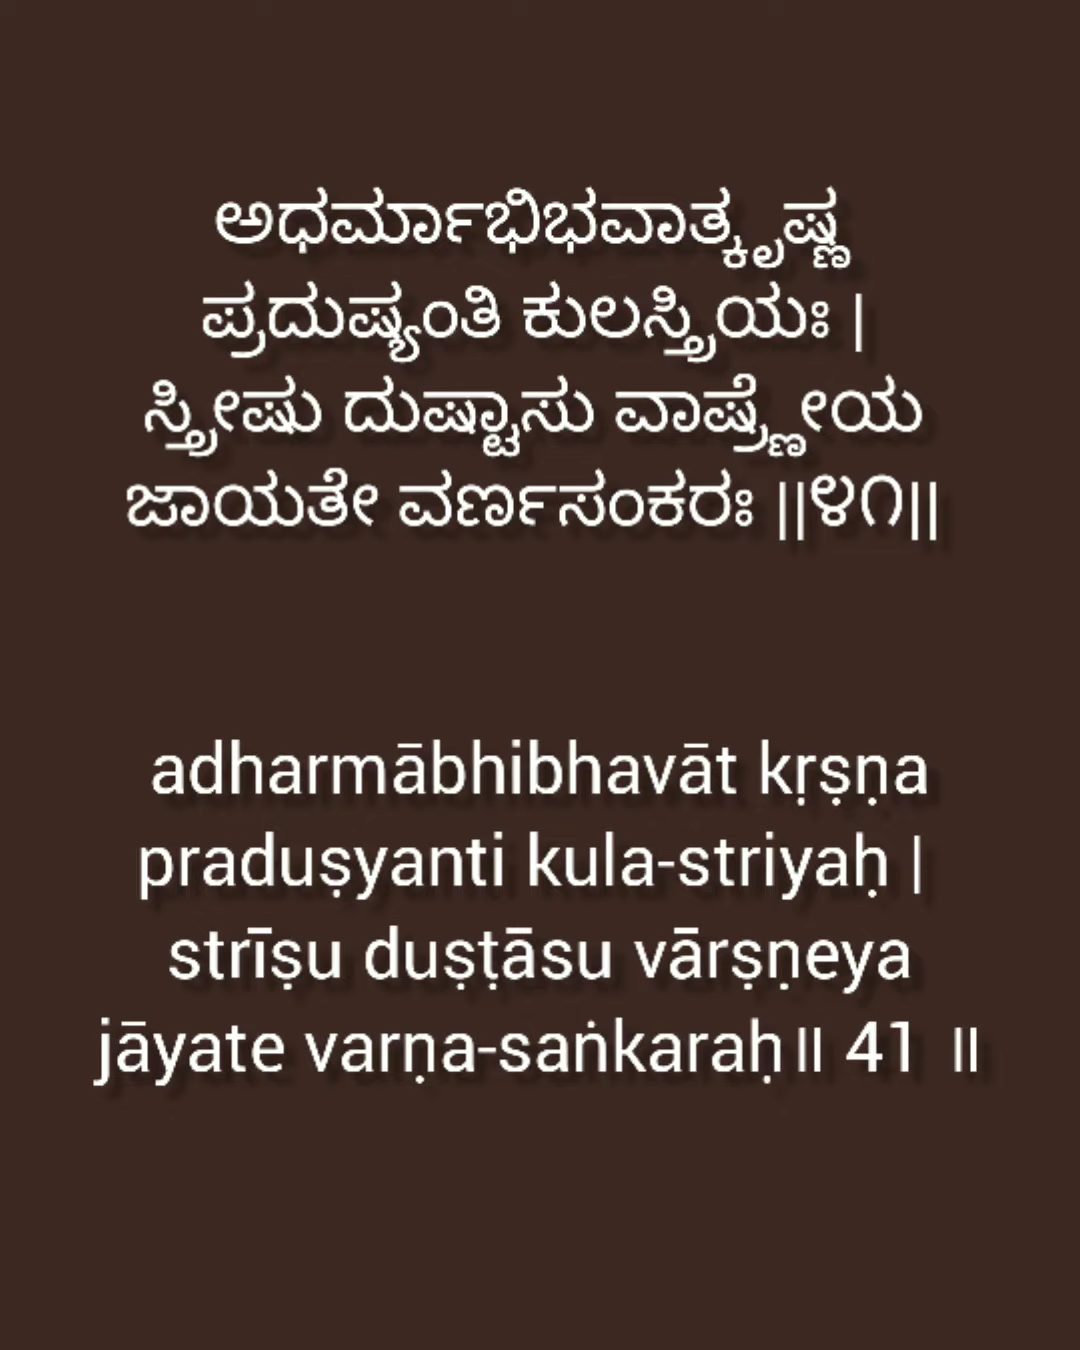 ಅಧರ್ಮಾಭಿಭವಾತ್ಕೃಷ್ಣ
ಪ್ರದುಷ್ಯಂತಿ ಕುಲಸ್ತ್ರಿಯಃ |
ಸ್ತ್ರೀಷು ದುಷ್ಟಾಸು ವಾಷ್ರ್ಣೇಯ
ಜಾಯತೇ ವರ್ಣಸಂಕರಃ ||೪೧||
adharmābhibhavāt kṛṣṇa
praduṣyanti kula-striyaḥ |
strīṣu duṣṭāsu vārṣṇeya
jāyate varṇa-saṅkaraḥ॥ 41 ॥